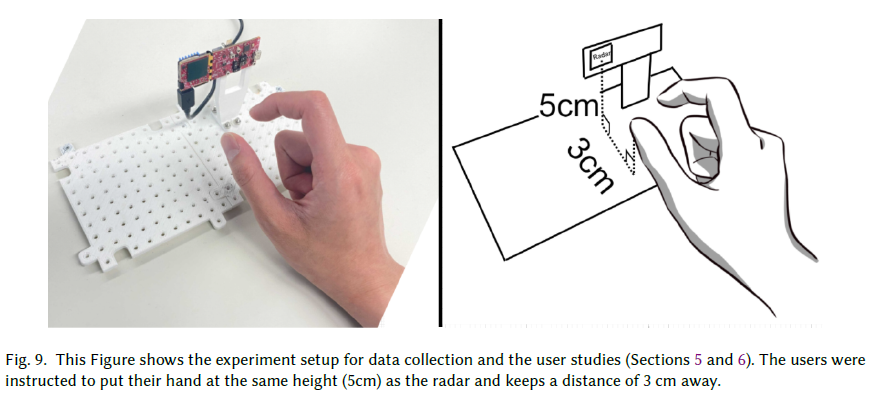 Radar
5cm
3cm
Fig. 9. This Figure shows the experiment setup for data collection and the user studies (Sections 5 and 6). The users were
instructed to put their hand at the same height (5cm) as the radar and keeps a distance of 3 cm away.